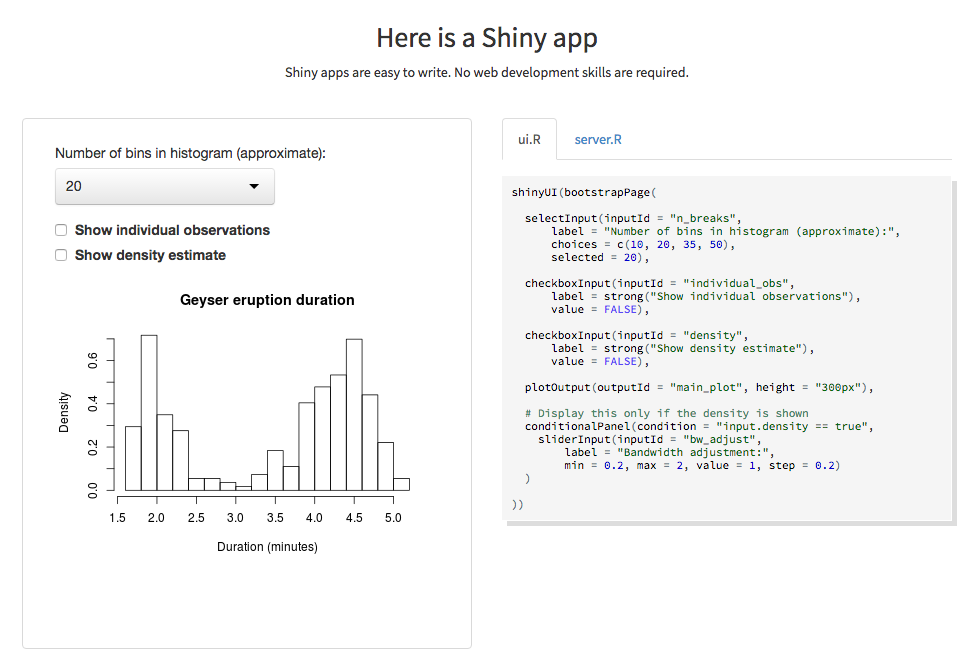 Here is a Shiny app
Shiny apps are easy to write. No web development skills are required.
Number of bins in histogram (approximate):
20
Show individual observations
Show density estimate
Geyser eruption duration
Density
0.0 0.2 0.4 0.6
1.5 2.0 2.5 3.0 3.5 4.0 4.5 5.0
Duration (minutes)
ui.R server.R
shinyUI(bootstrapPage(
  selectInput(inputId = "n_breaks",
      label = "Number of bins in histogram (approximate):",
      choices = c(10, 20, 35, 50),
      selected = 20),
  checkboxInput(inputId = "individual_obs",
      label = strong("Show individual observations"),
      value = FALSE),
  checkboxInput(inputId = "density",
      label = strong("Show density estimate"),
      value = FALSE),
  plotOutput(outputId = "main_plot", height = "300px"),
  # Display this only if the density is shown
  conditionalPanel(condition = "input.density == true",
    sliderInput(inputId = "bw_adjust",
        label = "Bandwidth adjustment:",
        min = 0.2, max = 2, value = 1, step = 0.2)
  )
))